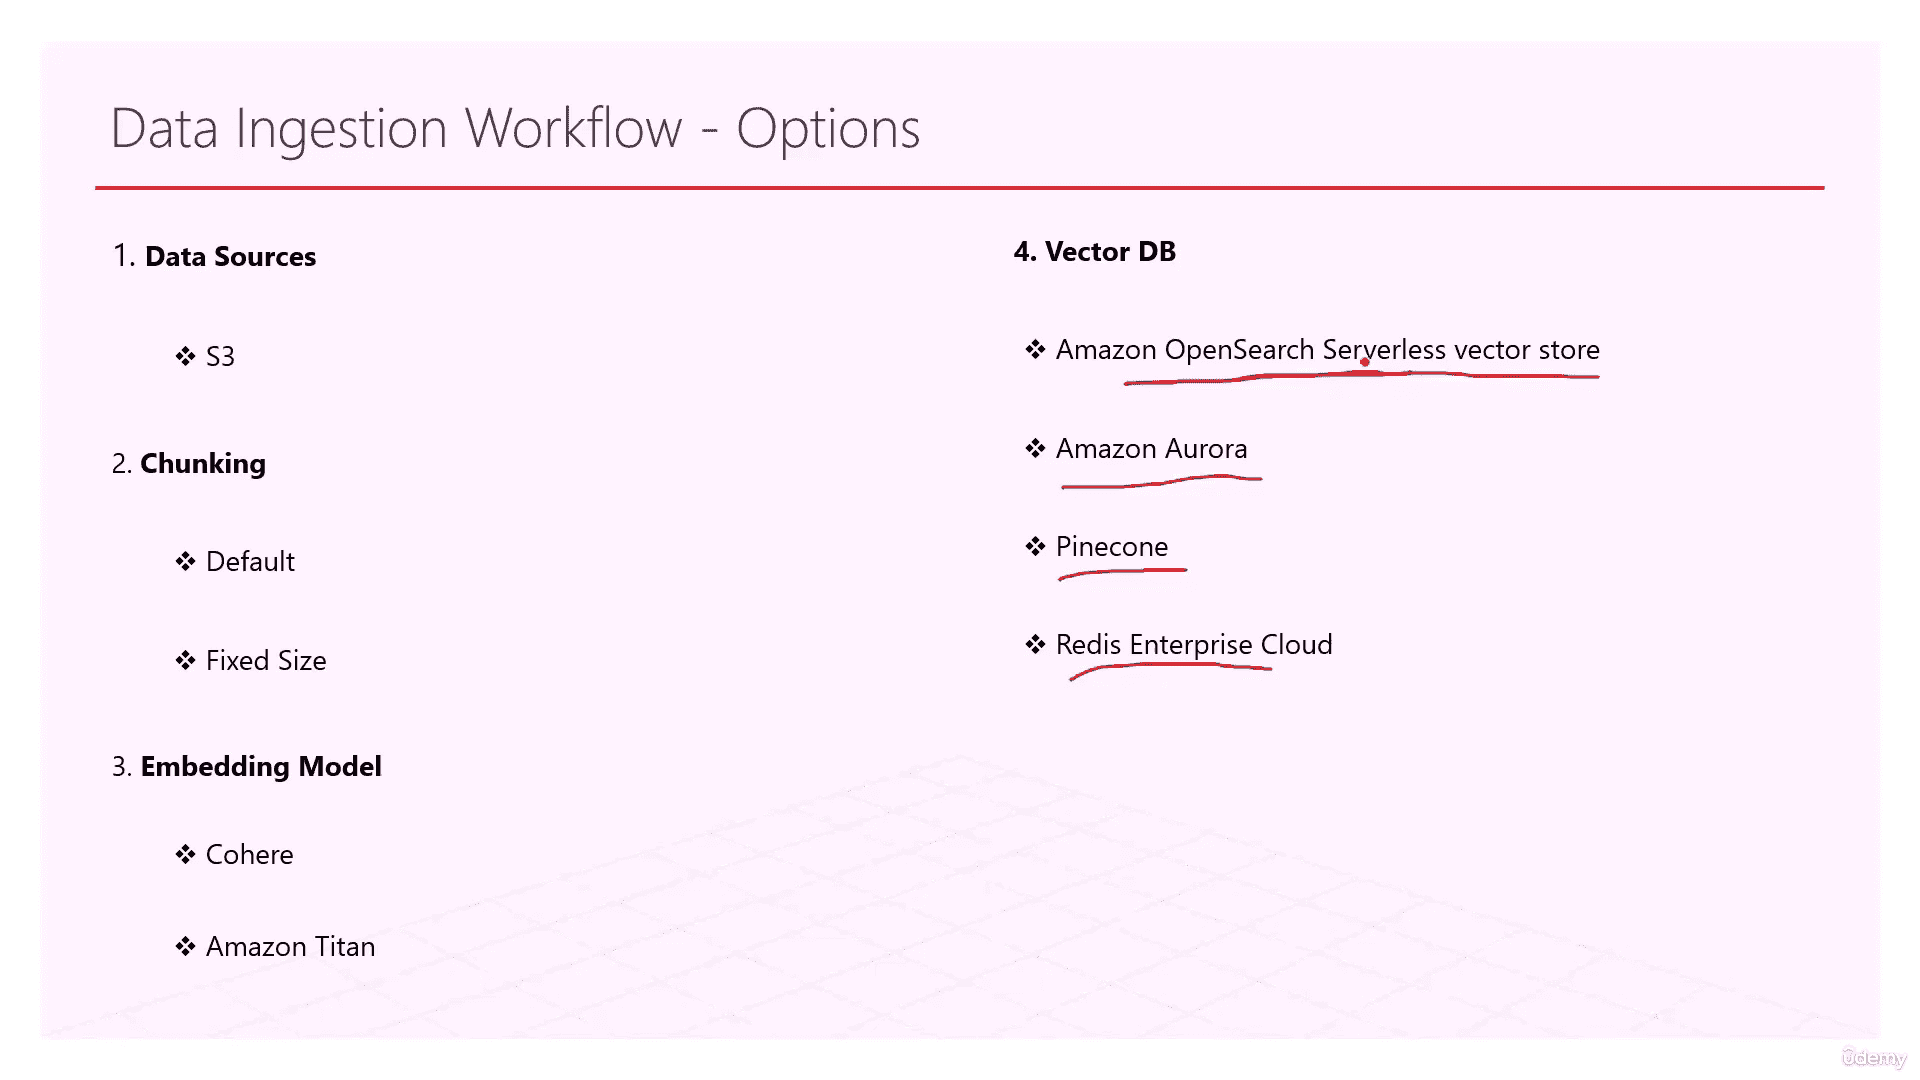 Data Ingestion Workflow - Options
1. Data Sources
❖ S3
2. Chunking
❖ Default
❖ Fixed Size
3. Embedding Model
❖ Cohere
❖ Amazon Titan
4. Vector DB
❖ Amazon OpenSearch Serverless vector store
❖ Amazon Aurora
❖ Pinecone
❖ Redis Enterprise Cloud
udemy